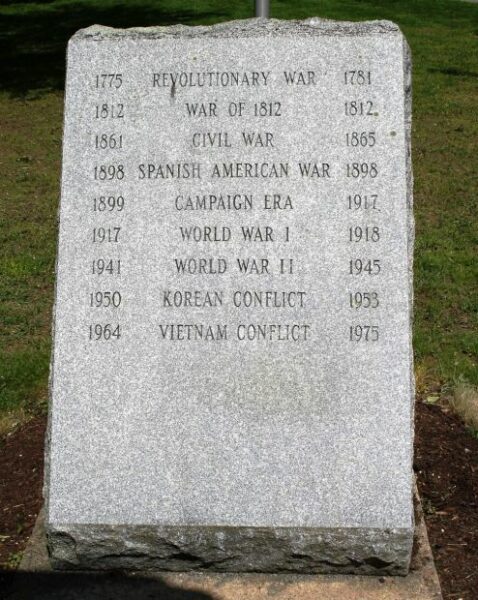 1775 REVOLUTIONARY WAR 1781
1812 WAR OF 1812 1812
1861 CIVIL WAR 1865
1898 SPANISH AMERICAN WAR 1898
1899 CAMPAIGN ERA 1917
1917 WORLD WAR I 1918
1941 WORLD WAR II 1945
1950 KOREAN CONFLICT 1953
1964 VIETNAM CONFLICT 1975